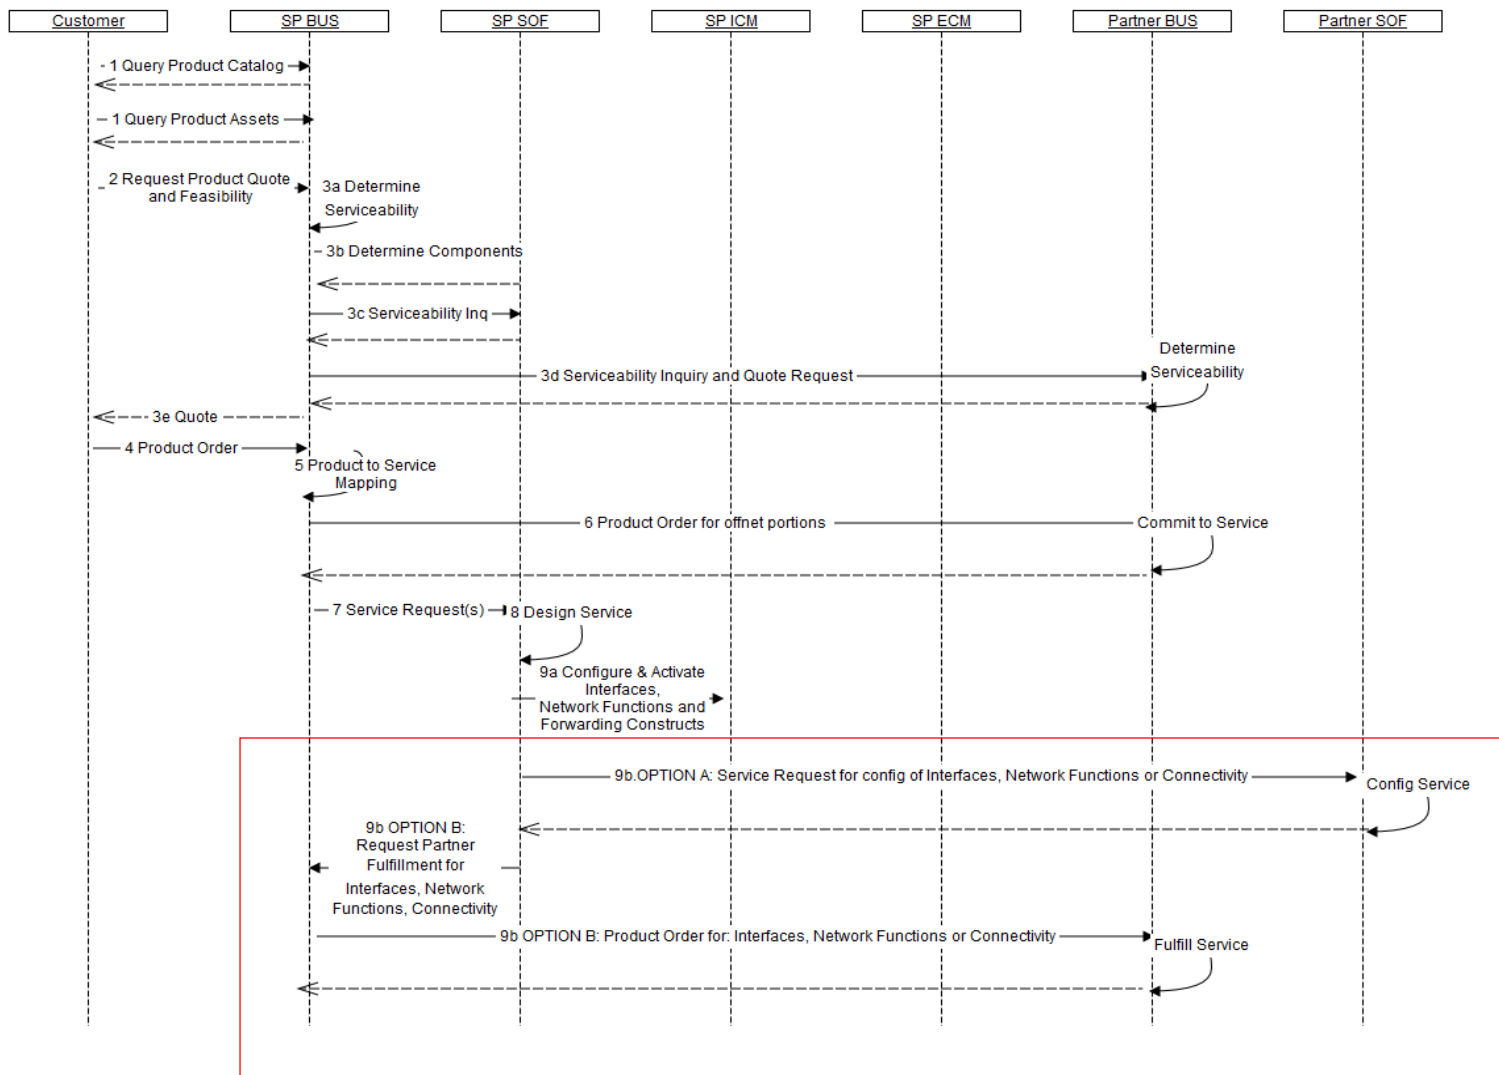 Customer
SP BUS
SP SOF
SP ICM
SP ECM
Partner BUS
Partner SOF
1 Query Product Catalog
1 Query Product Assets
2 Request Product Quote
and Feasibility
3a Determine
Serviceability
3b Determine Components
3c Serviceability Inq
Determine
Serviceability
3d Serviceability Inquiry and Quote Request
3e Quote
4 Product Order
5 Product to Service
Mapping
6 Product Order for offnet portions
Commit to Service
7 Service Request(s)
8 Design Service
9a Configure & Activate
Interfaces,
Network Functions and
Forwarding Constructs
9b.OPTION A: Service Request for config of Interfaces, Network Functions or Connectivity
Config Service
9b OPTION B:
Request Partner
Fulfillment for
Interfaces, Network
Functions, Connectivity
9b OPTION B: Product Order for: Interfaces, Network Functions or Connectivity
Fulfill Service